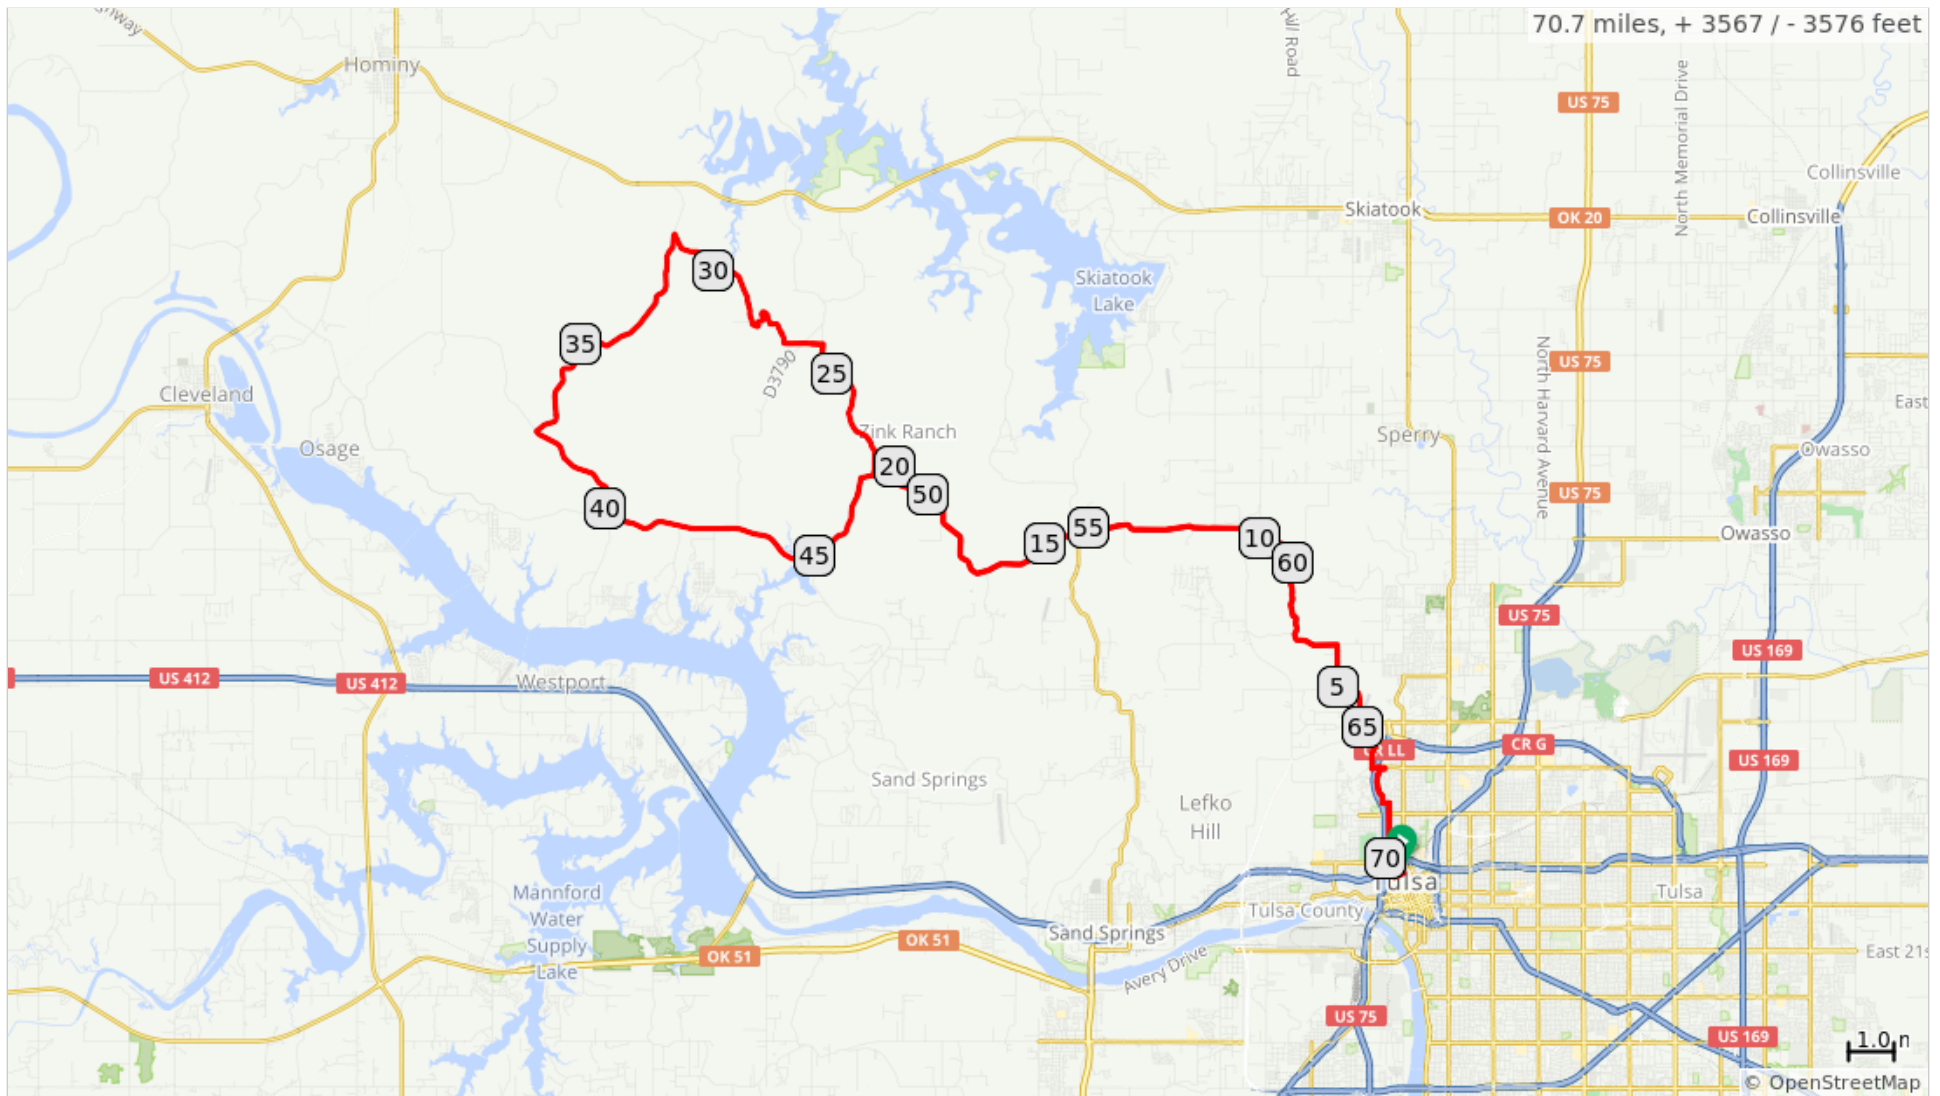 70.7 miles, + 3567 / - 3576 feet
Hominy
Hill Road
North Memorial Drive
US 75
Collinsville
Skiatook
OK 20
Collinsville
30
Skiatook
Lake
35
D3790
25
North Harvard Avenue
US 75
Cleveland
East
Osage
Zink Ranch
Sperry
Owasso
20
50
US 75
40
45
15
55
10
60
Owasso
US 75
US 169
US 412
US 412
Westport
5
65
LL
CR G
US 169
Sand Springs
Lefko
Hill
70
Tulsa
Tulsa
Mannford
Water
Supply
Lake
Tulsa County
Sand Springs
OK 51
OK 51
Avery Drive
US 75
US 169
1.0
© OpenStreetMap